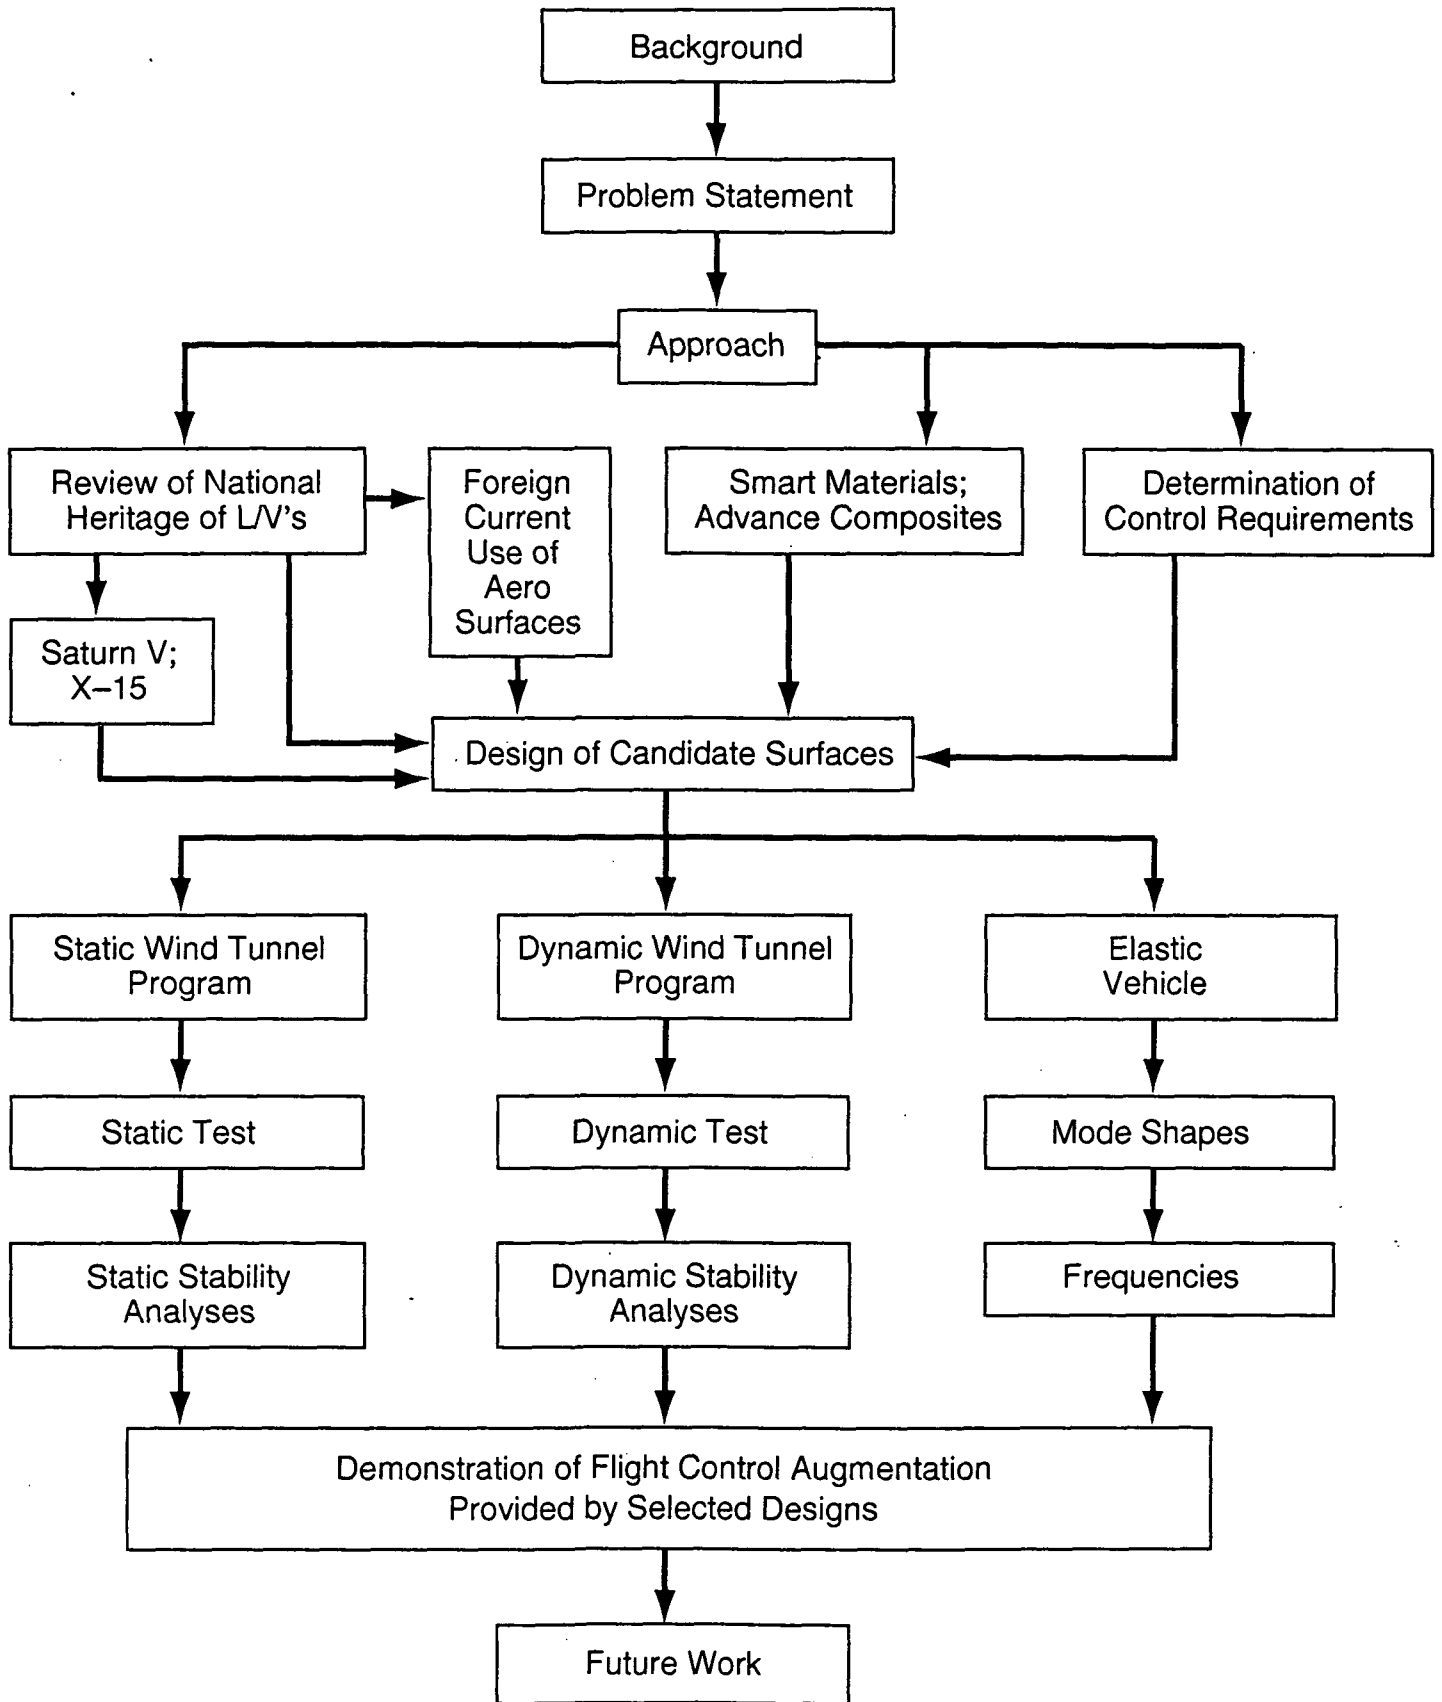 Background
Problem Statement
Approach
Review of National
Heritage of L/V's
Foreign
Current
Use of
Aero
Surfaces
Smart Materials;
Advance Composites
Determination of
Control Requirements
Saturn V;
X–15
Design of Candidate Surfaces
Static Wind Tunnel
Program
Dynamic Wind Tunnel
Program
Elastic
Vehicle
Static Test
Dynamic Test
Mode Shapes
Static Stability
Analyses
Dynamic Stability
Analyses
Frequencies
Demonstration of Flight Control Augmentation
Provided by Selected Designs
Future Work